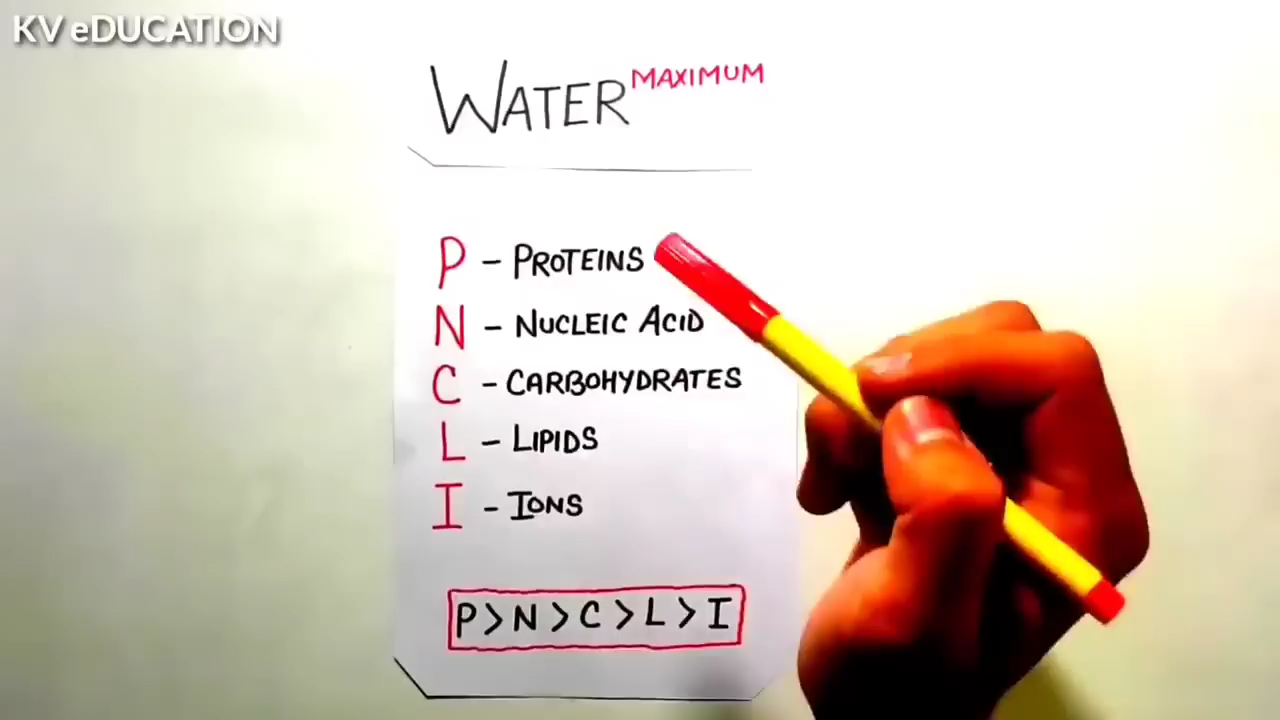 KV eDUCATION
WATER MAXIMUM
P - PROTEINS
N - NUCLEIC ACID
C - CARBOHYDRATES
L - LIPIDS
I - IONS
P > N > C > L > I